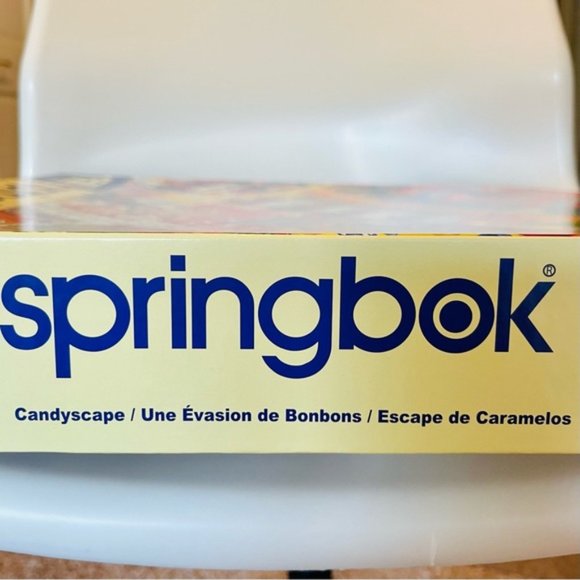 springbok®
Candyscape / Une Évasion de Bonbons / Escape de Caramelos